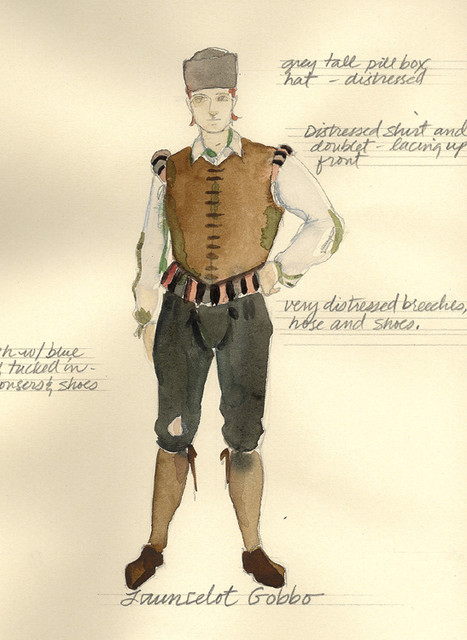 grey tall pill box
hat - distressed
Distressed shirt and
doublet - lacing up
front
very distressed breeches,
hose and shoes.
w/ blue
tucked in -
& shoes
Launcelot Gobbo